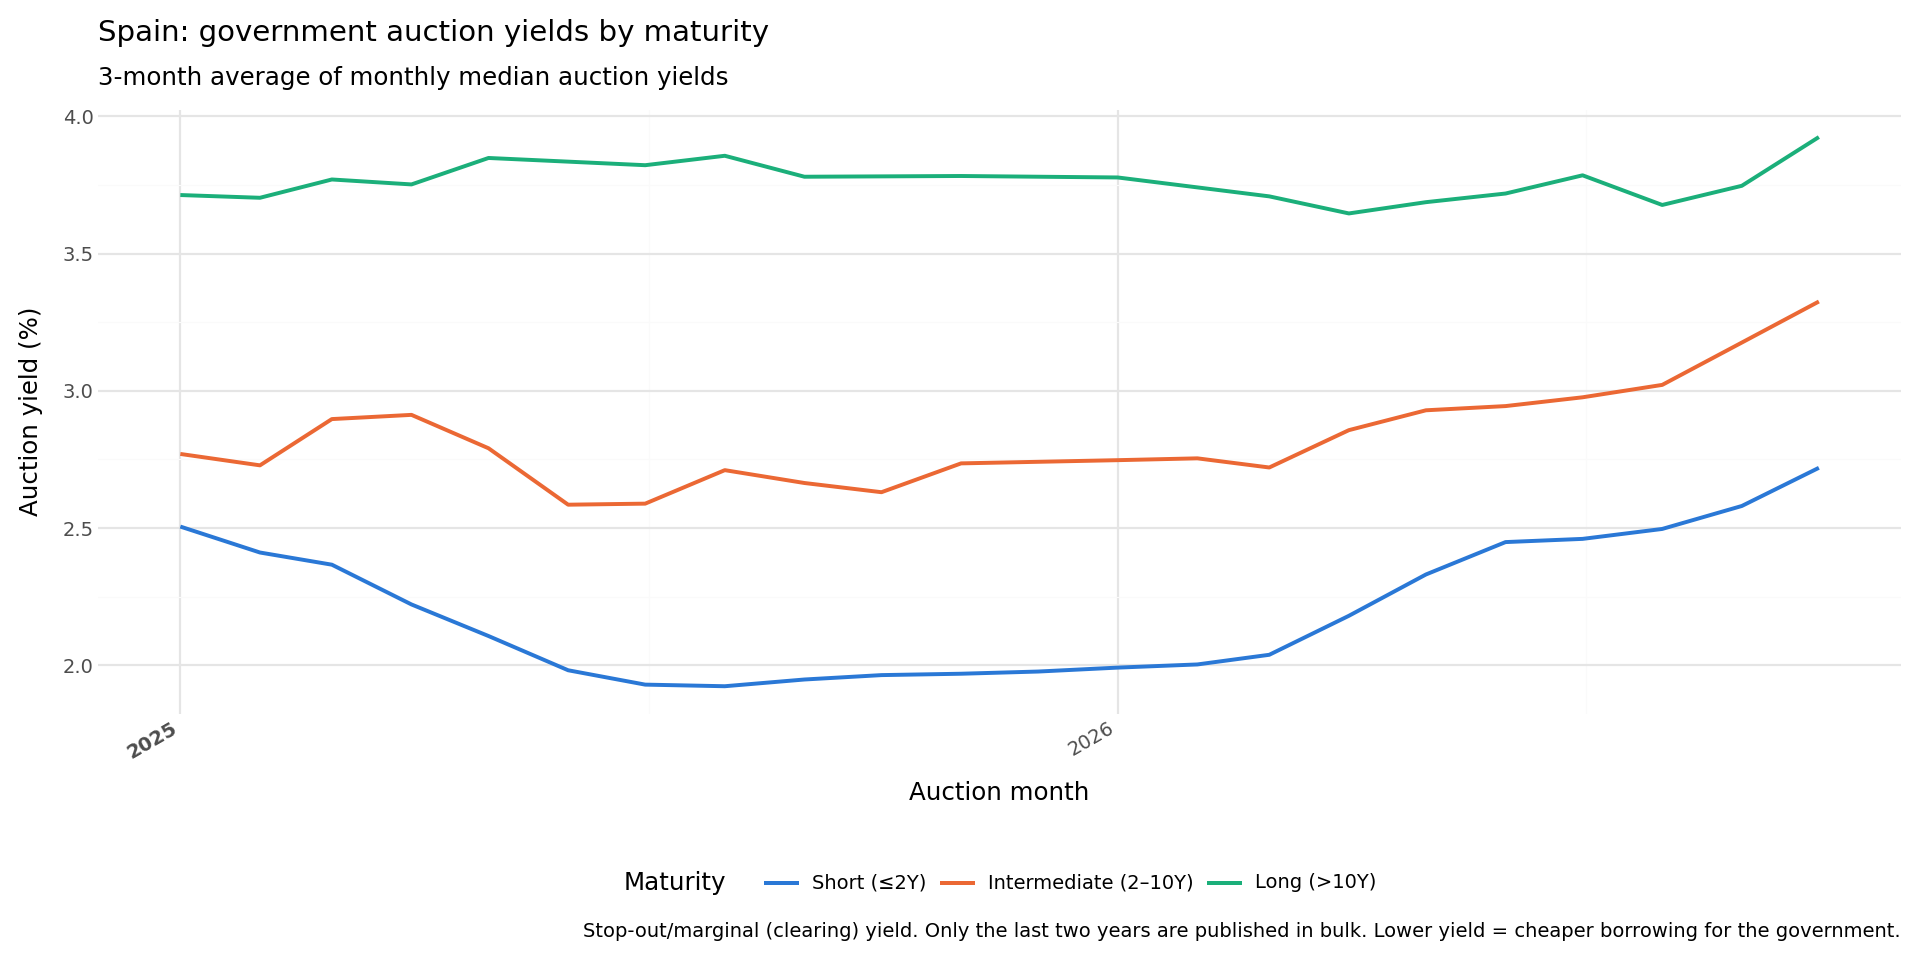 Spain: government auction yields by maturity
3-month average of monthly median auction yields
Auction yield (%)
4.0
3.5
3.0
2.5
2.0
2025
2026
Auction month
Maturity
Short (≤2Y)
Intermediate (2–10Y)
Long (>10Y)
Stop-out/marginal (clearing) yield. Only the last two years are published in bulk. Lower yield = cheaper borrowing for the government.